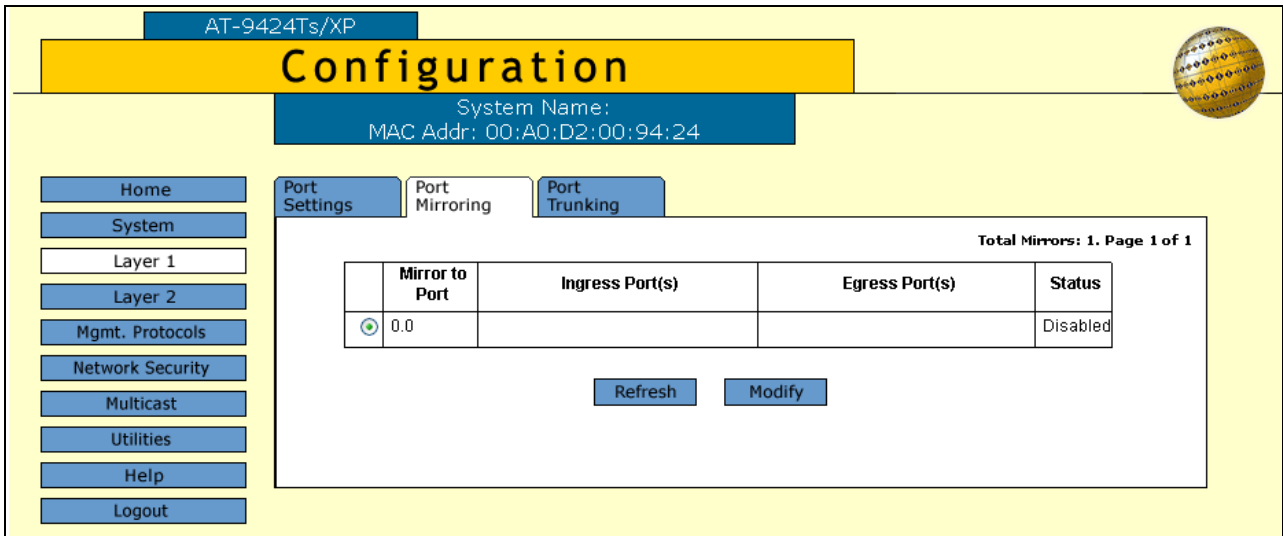 AT-9424Ts/XP
Configuration
System Name:
MAC Addr: 00:A0:D2:00:94:24
Home
System
Layer 1
Layer 2
Mgmt. Protocols
Network Security
Multicast
Utilities
Help
Logout
Port
Settings
Port
Mirroring
Port
Trunking
Total Mirrors: 1. Page 1 of 1
Mirror to
Port
Ingress Port(s)
Egress Port(s)
Status
0.0
Disabled
Refresh
Modify